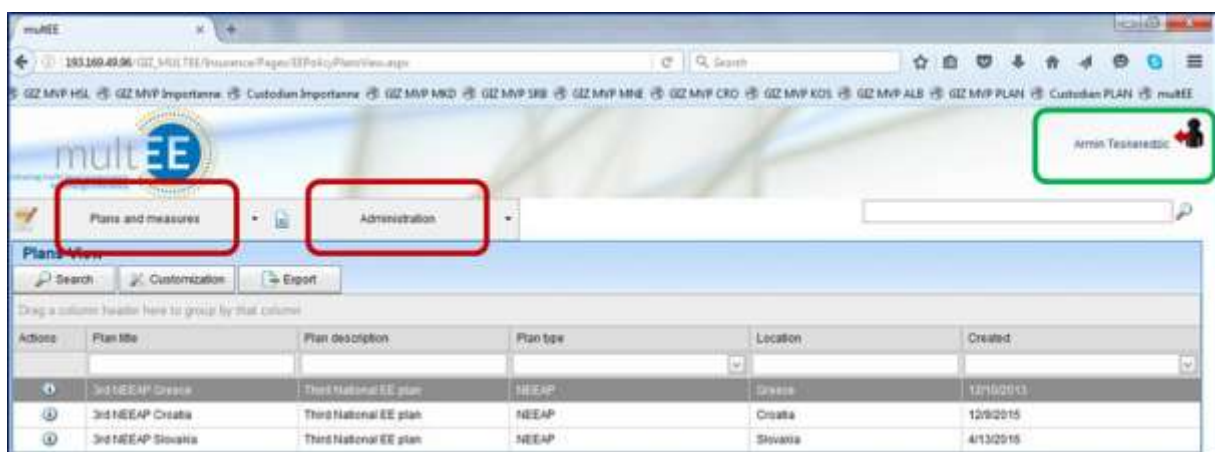 multEE
193.169.49.96/GIZ_MULTEE/Insurance/Pages/EEPolicyPlansView.aspx
Search
GIZ MVP HSL GIZ MVP Importanne Custodian Importanne GIZ MVP MKD GIZ MVP SRB GIZ MVP MNE GIZ MVP CRO GIZ MVP KOS GIZ MVP ALB GIZ MVP PLAN Custodian PLAN multEE
multEE
Armin
Plans and measures Administration
Plans View
Search Customization Export
Drag a column header here to group by that column
Actions Plan title Plan description Plan type Location Created
3rd NEEAP Greece Third National EE plan NEEAP Greece 12/10/2013
3rd NEEAP Croatia Third National EE plan NEEAP Croatia 12/9/2015
3rd NEEAP Slovakia Third National EE plan NEEAP Slovakia 4/13/2016